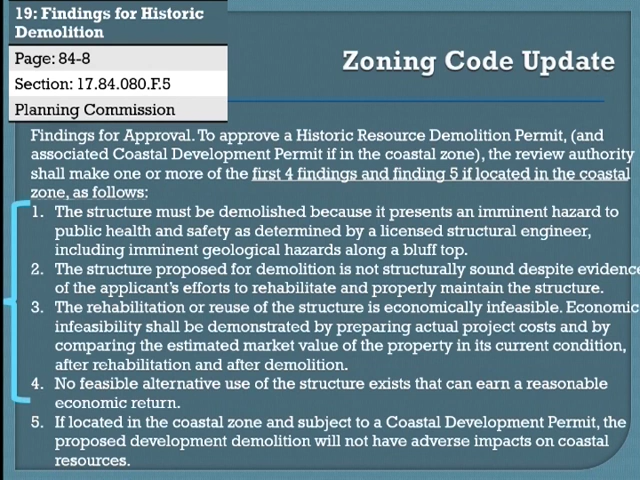 19: Findings for Historic
Demolition
Page: 84-8
Section: 17.84.080.F.5
Planning Commission
Zoning Code Update
Findings for Approval. To approve a Historic Resource Demolition Permit, (and
associated Coastal Development Permit if in the coastal zone), the review authority
shall make one or more of the first 4 findings and finding 5 if located in the coastal
zone, as follows:
1. The structure must be demolished because it presents an imminent hazard to
public health and safety as determined by a licensed structural engineer,
including imminent geological hazards along a bluff top.
2. The structure proposed for demolition is not structurally sound despite evidence
of the applicant's efforts to rehabilitate and properly maintain the structure.
3. The rehabilitation or reuse of the structure is economically infeasible. Economic
infeasibility shall be demonstrated by preparing actual project costs and by
comparing the estimated market value of the property in its current condition,
after rehabilitation and after demolition.
4. No feasible alternative use of the structure exists that can earn a reasonable
economic return.
5. If located in the coastal zone and subject to a Coastal Development Permit, the
proposed development demolition will not have adverse impacts on coastal
resources.